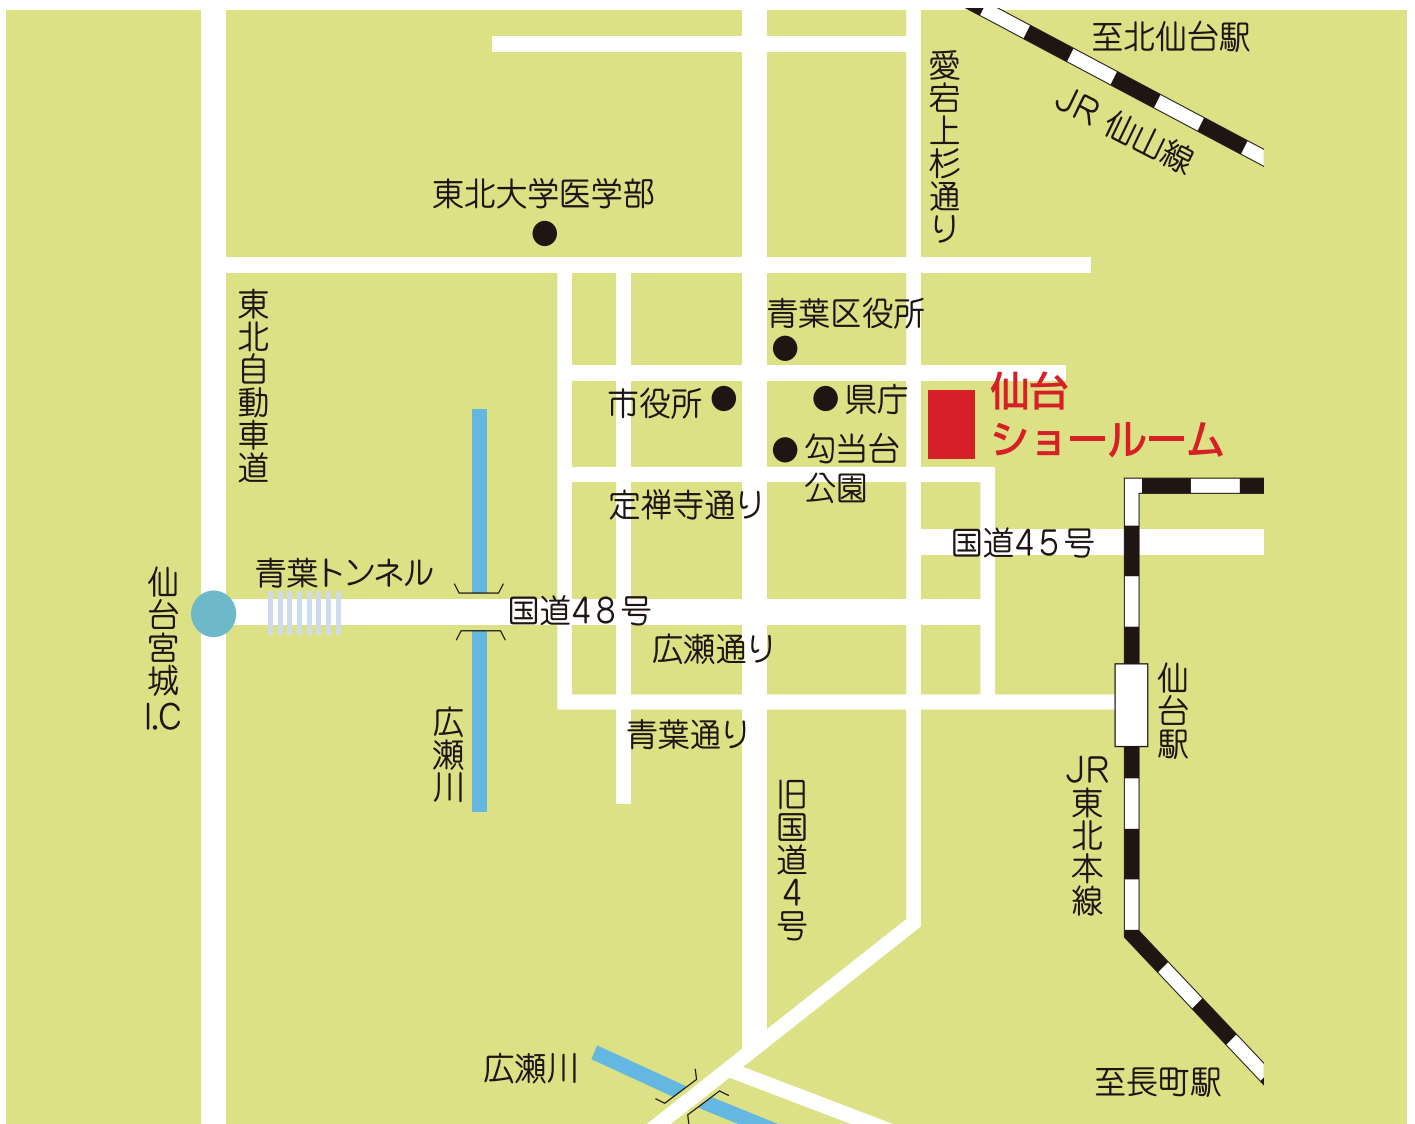 至北仙台駅
JR 仙山線
愛宕上杉通り
東北大学医学部
東北自動車道
青葉区役所
市役所
県庁
仙台
ショールーム
勾当台
公園
定禅寺通り
国道45号
青葉トンネル
仙台宮城
I.C
国道48号
広瀬通り
仙台駅
広瀬川
青葉通り
JR
東北本線
旧国道4号
広瀬川
至長町駅